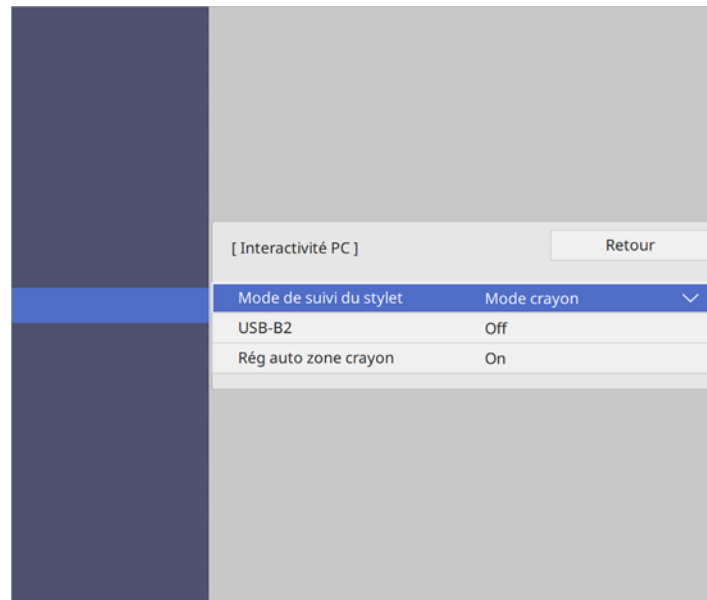 [ Interactivité PC ] Retour
Mode de suivi du stylet Mode crayon
USB-B2 Off
Rég auto zone crayon On